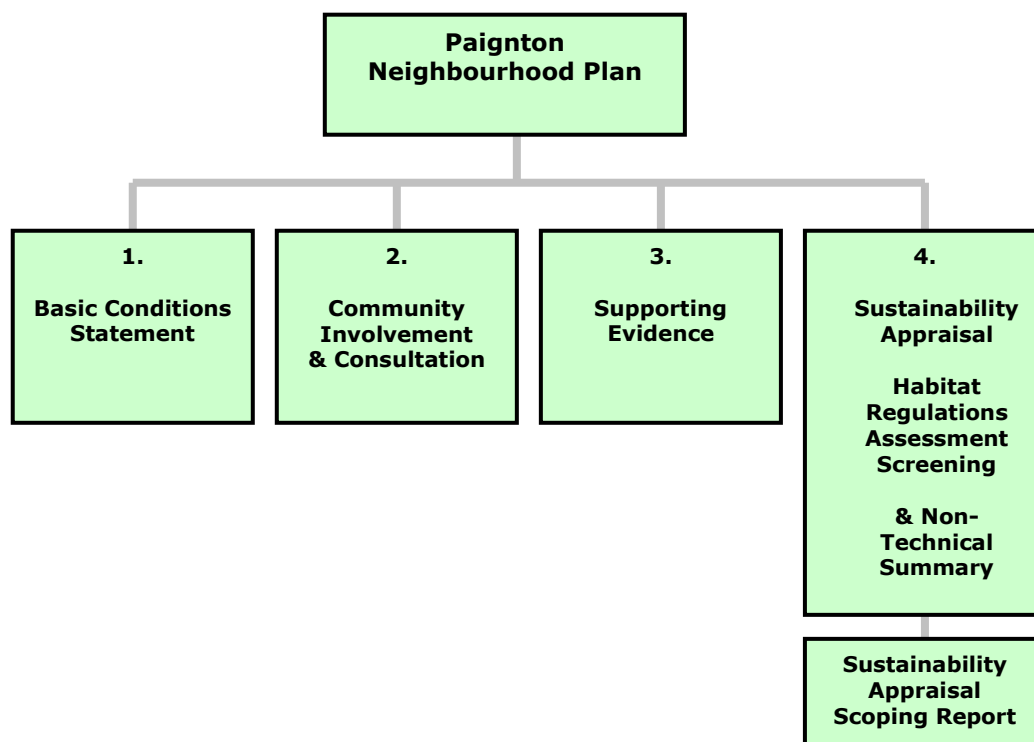 Paignton
Neighbourhood Plan
1.
Basic Conditions
Statement
2.
Community
Involvement
& Consultation
3.
Supporting
Evidence
4.
Sustainability
Appraisal
Habitat
Regulations
Assessment
Screening
& Non-
Technical
Summary
Sustainability
Appraisal
Scoping Report